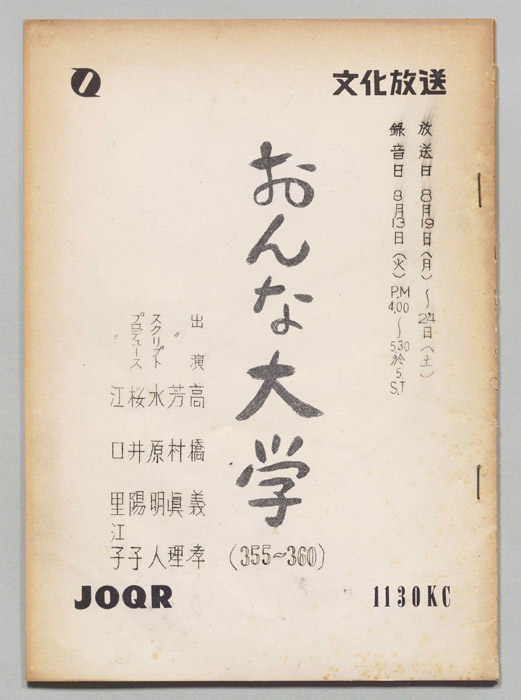 文化放送
放送日 8月19日(月)〜24日(土)
録音日 8月13日(火) P.M 4.00〜5.30 於 5.S.T
おんな大学
(355~360)
出演 高橋義孝
〃 芳村眞理
スクリプト 水原明人
プロデュース 桜井陽子
〃 江口里江子
JOQR
1130KC